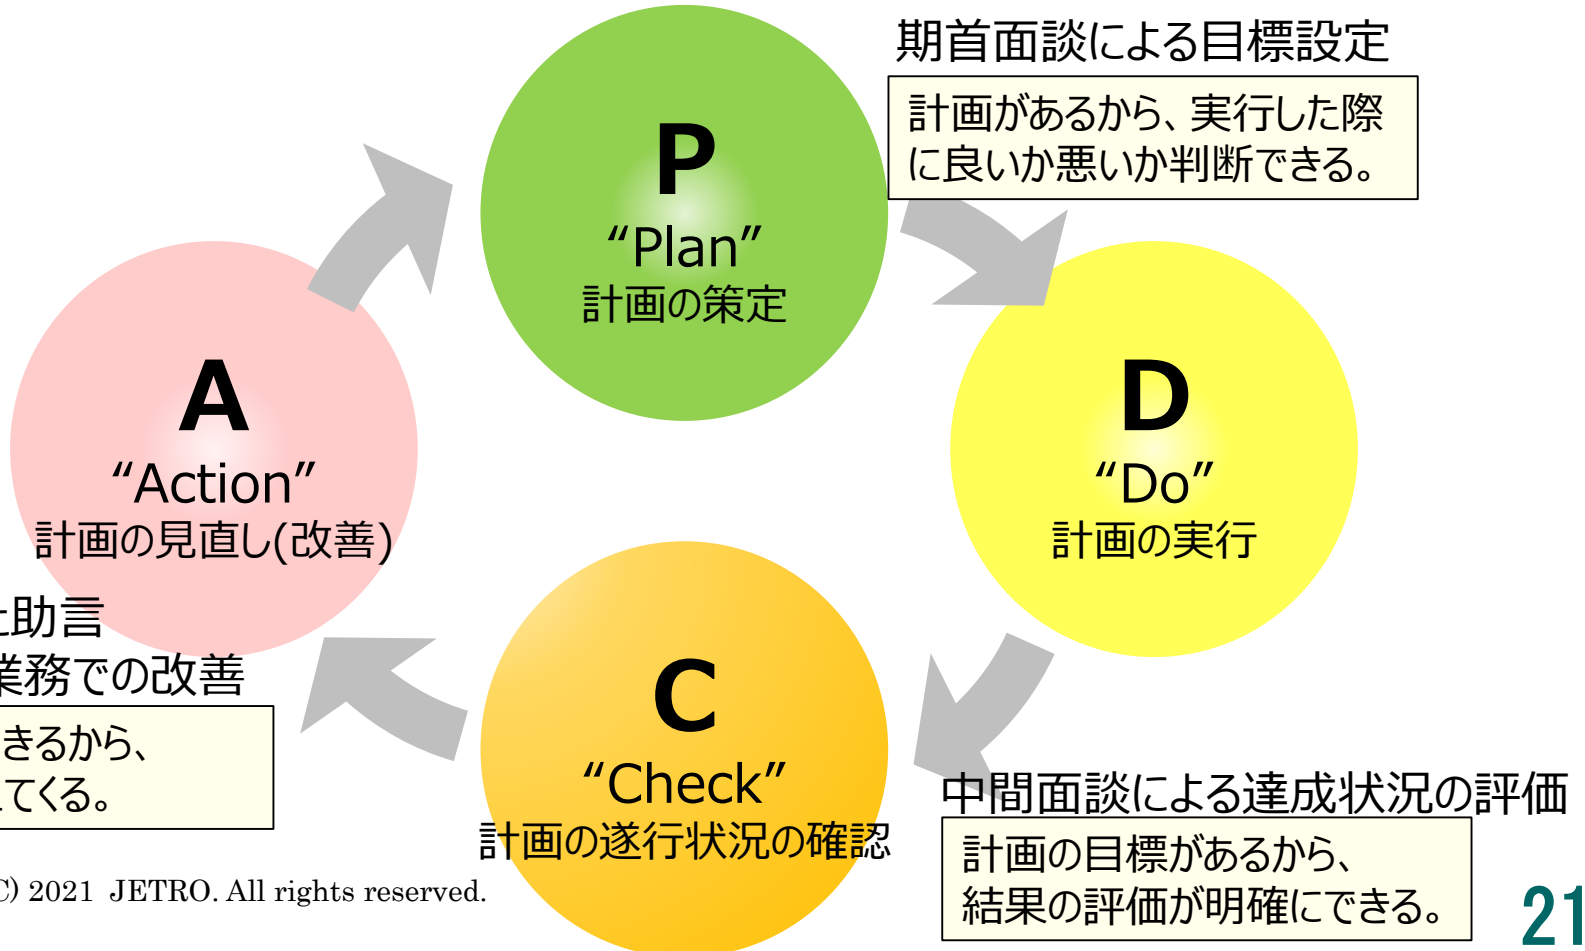 期首面談による目標設定
計画があるから、実行した際
に良いか悪いか判断できる。
P
“Plan”
計画の策定
D
“Do”
計画の実行
A
“Action”
計画の見直し(改善)
助言
業務での改善
きるから、
てくる。
C
“Check”
計画の遂行状況の確認
中間面談による達成状況の評価
計画の目標があるから、
結果の評価が明確にできる。
C) 2021 JETRO. All rights reserved.
21